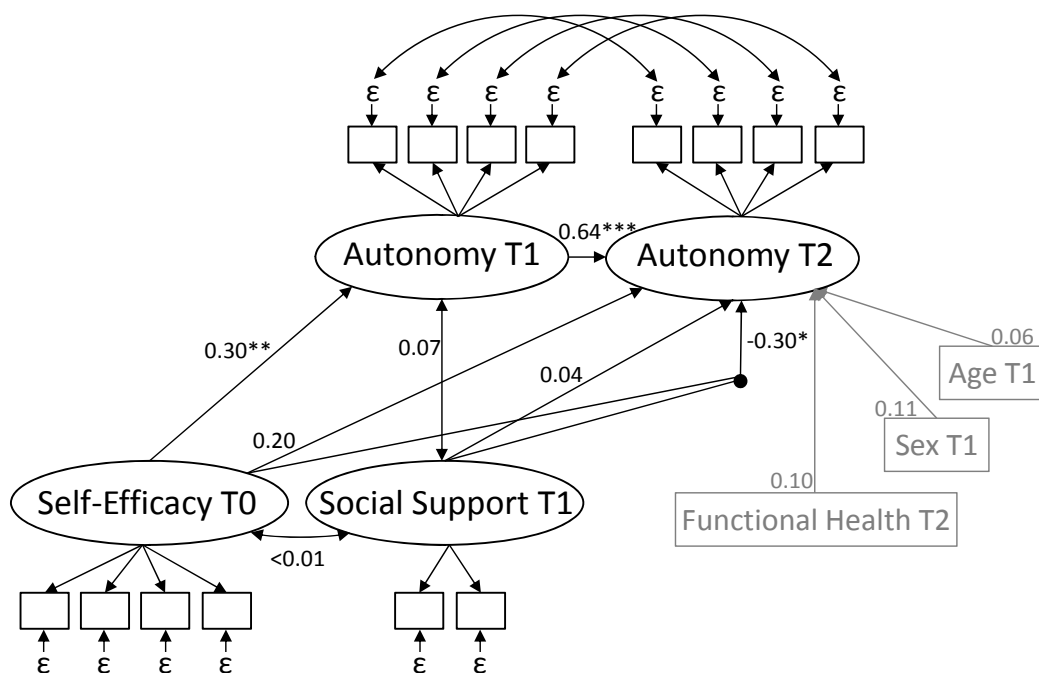 ε ε ε ε ε ε ε ε
0.64***
Autonomy T1 Autonomy T2
0.30** 0.07 0.04 -0.30* 0.06
Age T1
0.11
Sex T1
0.20
0.10
Self-Efficacy T0 Social Support T1 Functional Health T2
<0.01
ε ε ε ε ε ε